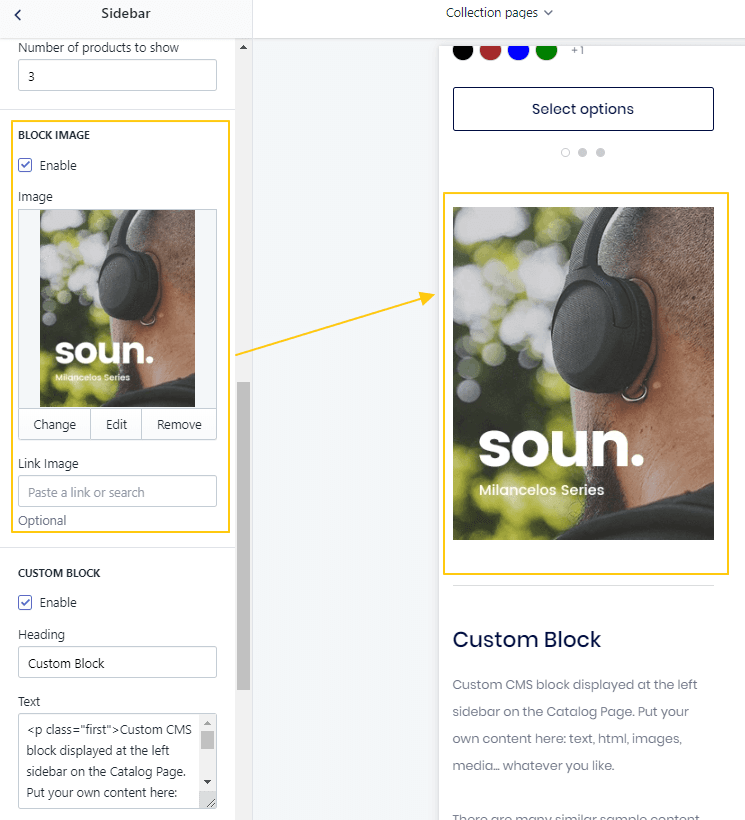 Sidebar
Collection pages
Number of products to show
3
BLOCK IMAGE
Enable
Image
soun.
Milancelos Series
Change
Edit
Remove
Link Image
Paste a link or search
Optional
CUSTOM BLOCK
Enable
Heading
Custom Block
Text
<p class="first">Custom CMS
block displayed at the left
sidebar on the Catalog Page.
Put your own content here:
+1
Select options
soun.
Milancelos Series
Custom Block
Custom CMS block displayed at the left
sidebar on the Catalog Page. Put your
own content here: text, html, images,
media... whatever you like.
There are many similar sample content